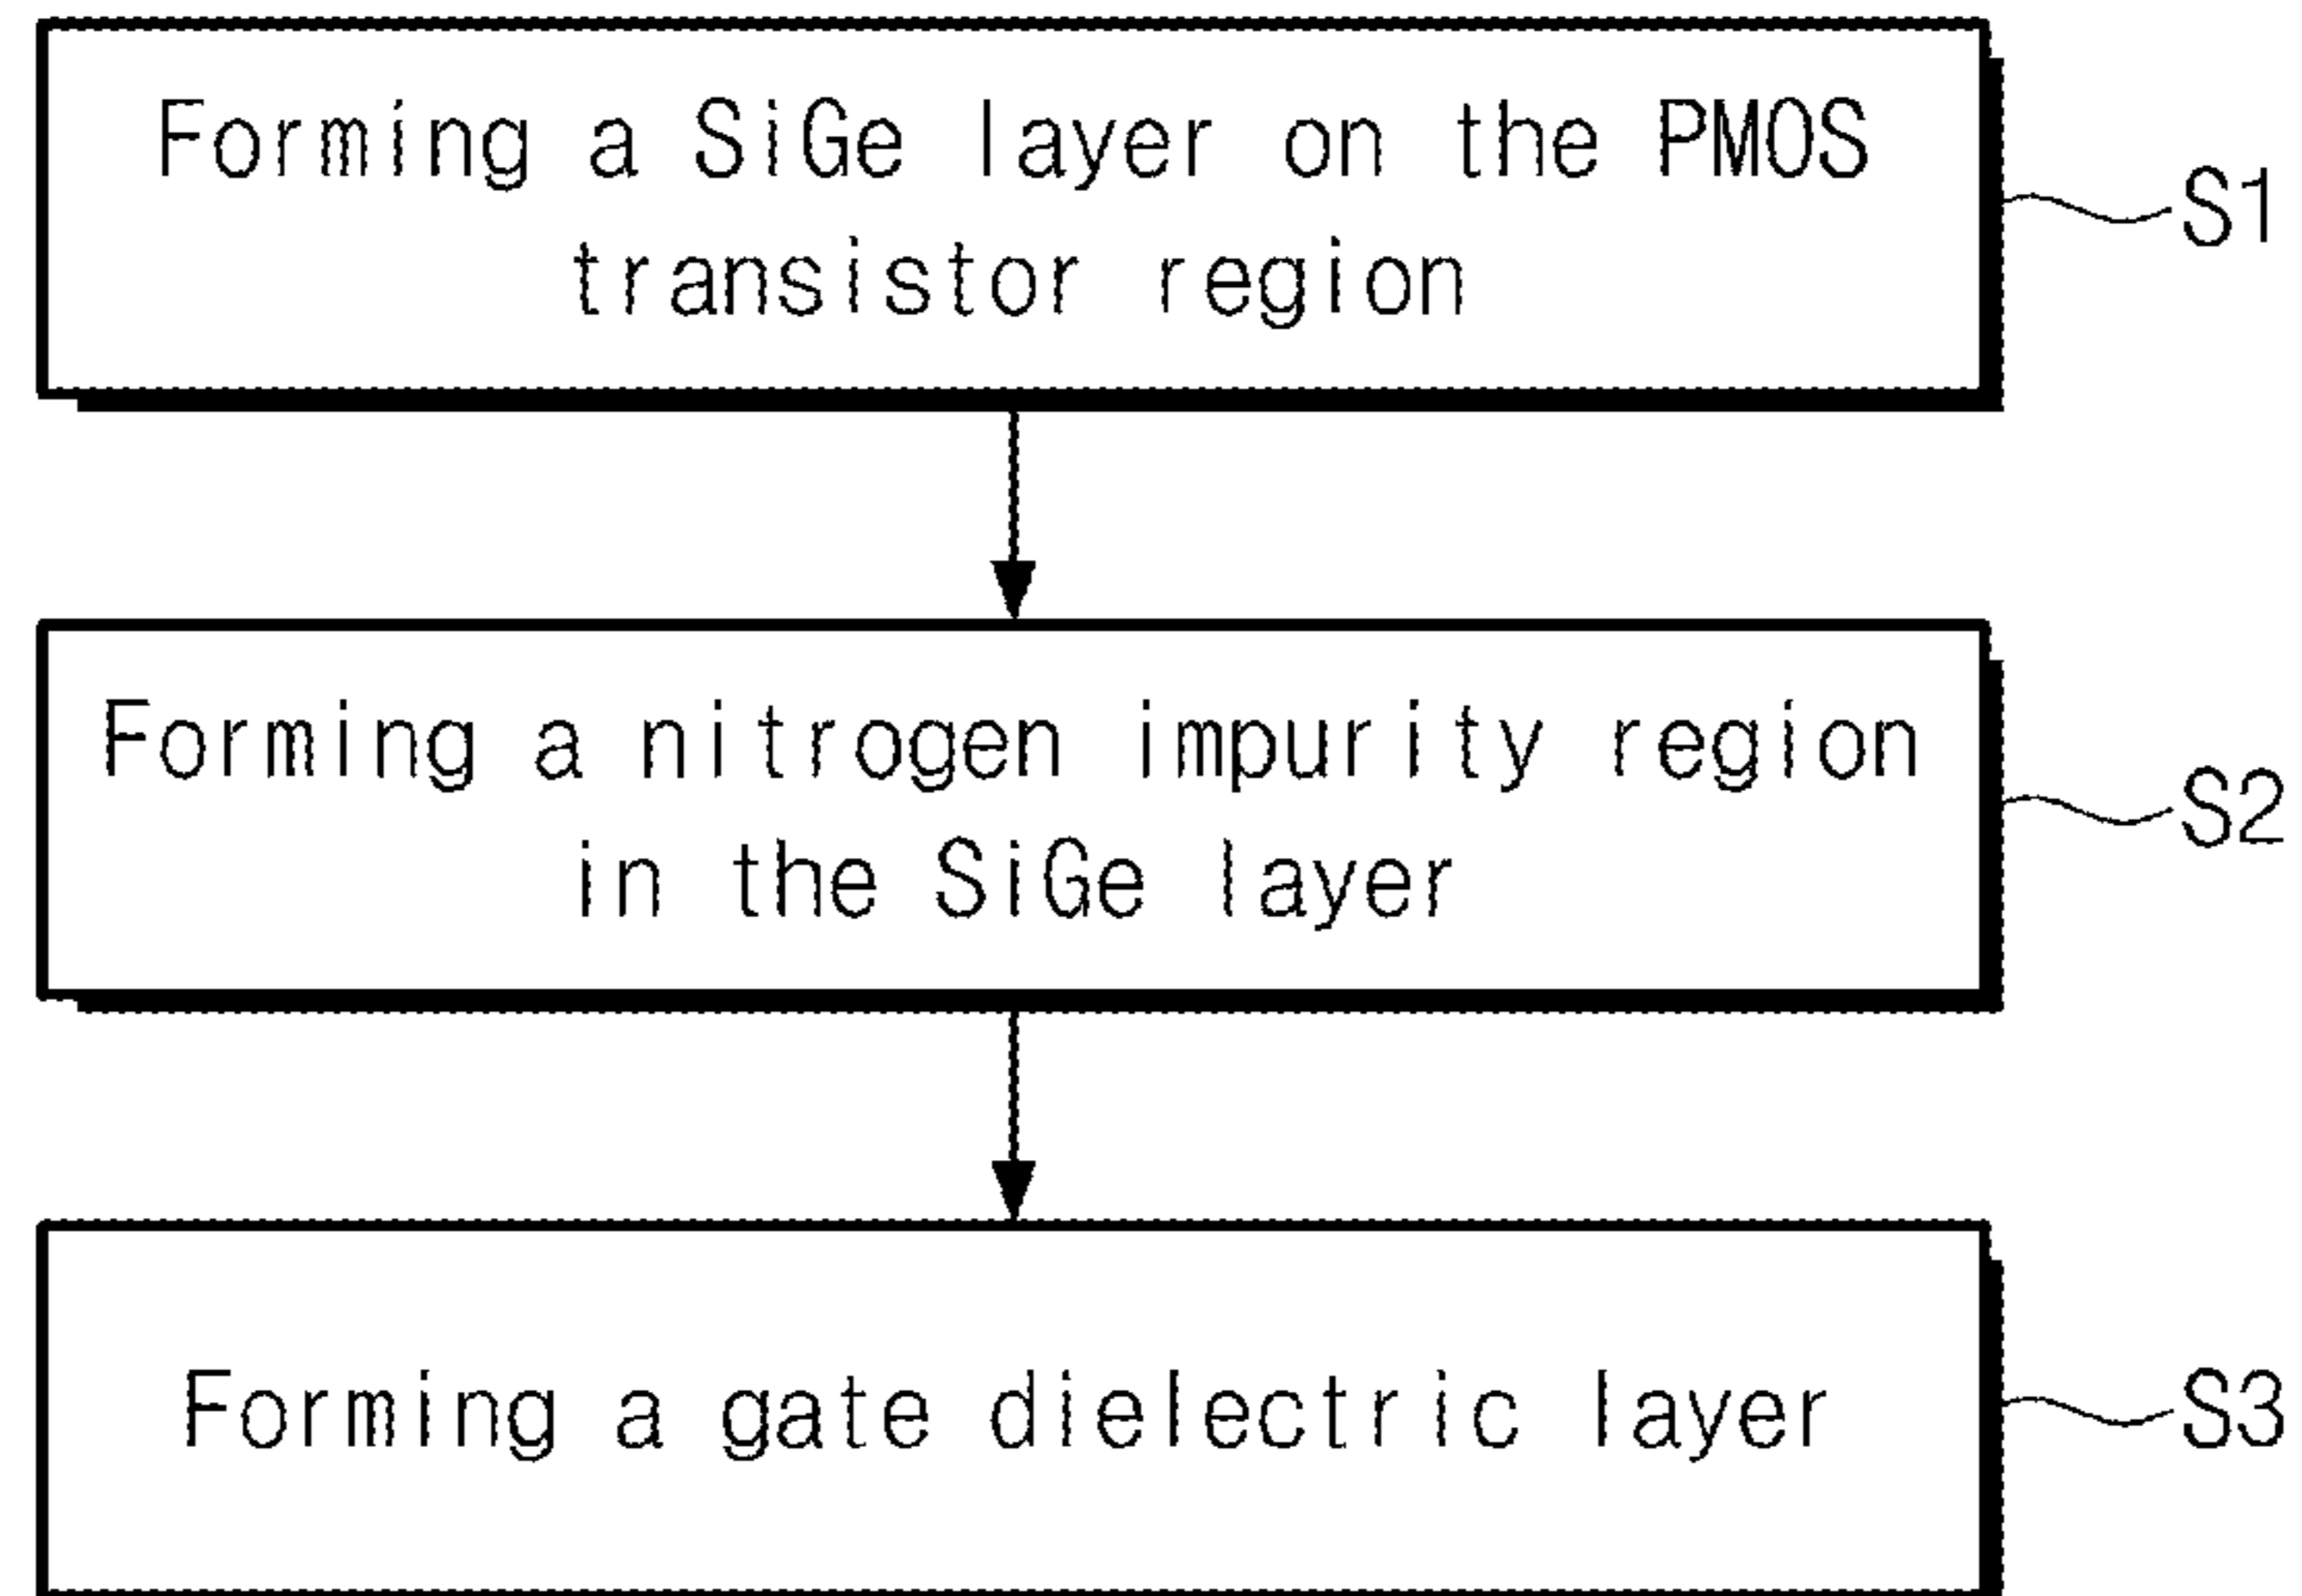 Forming a SiGe layer on the PMOS
transistor region
S1
Forming a nitrogen impurity region
in the SiGe layer
S2
Forming a gate dielectric layer
S3